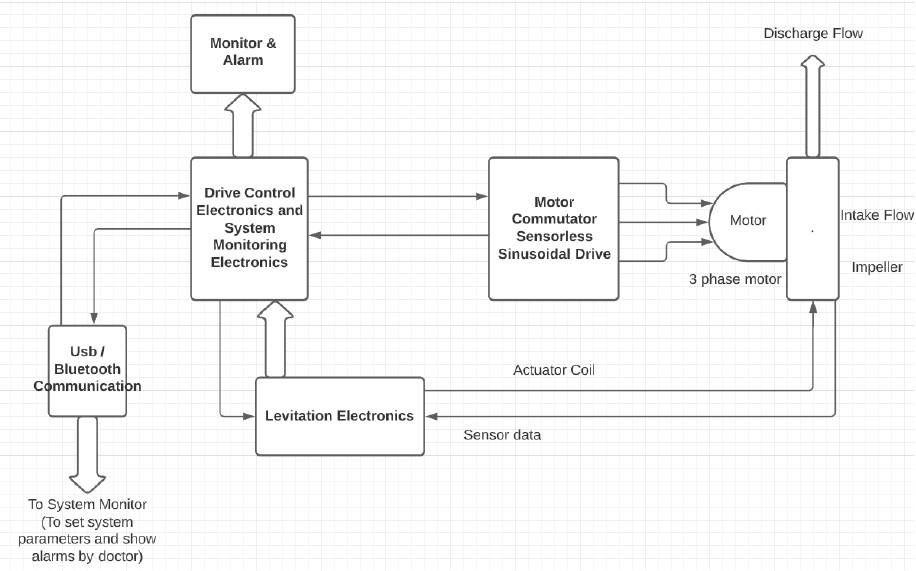 Discharge Flow
Monitor &
Alarm
Drive Control
Electronics and
System
Monitoring
Electronics
Motor
Commutator
Sensorless
Sinusoidal Drive
Motor
.
Intake Flow
Impeller
3 phase motor
Usb /
Bluetooth
Communication
Actuator Coil
Levitation Electronics
Sensor data
To System Monitor
(To set system
parameters and show
alarms by doctor)